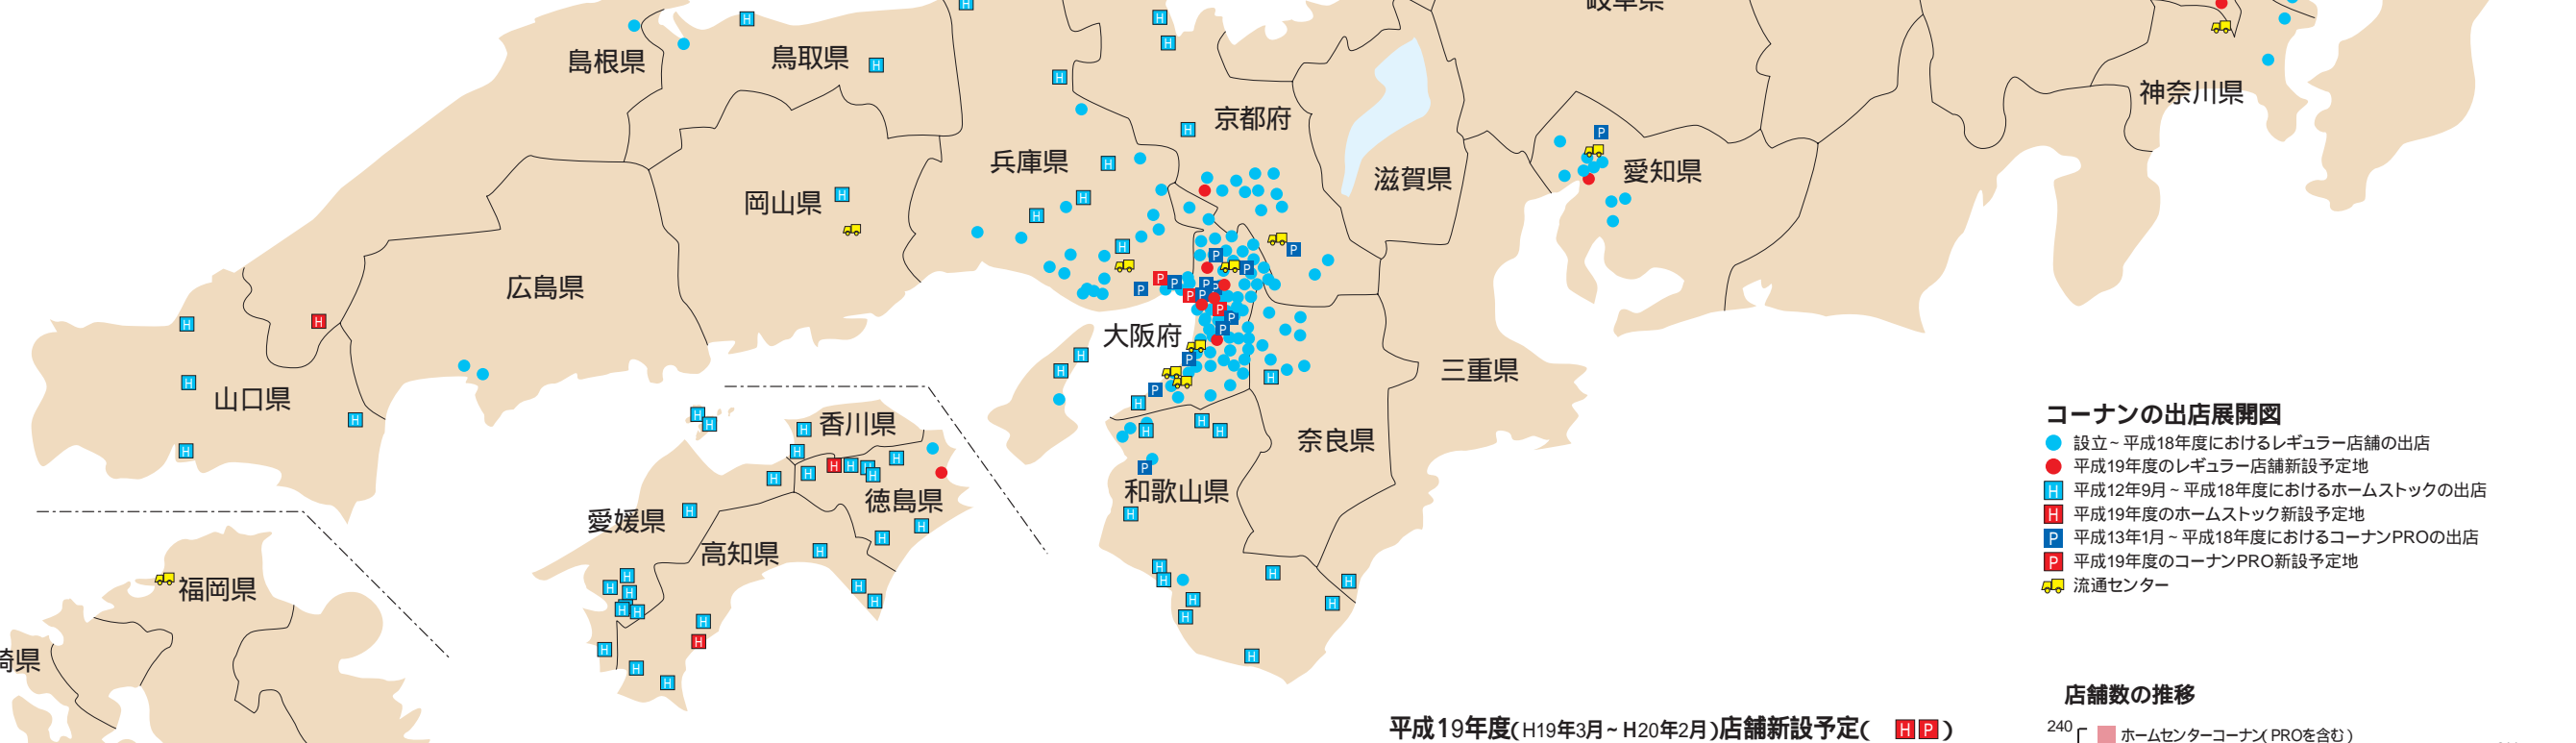 岐阜県
島根県
鳥取県
神奈川県
京都府
兵庫県
滋賀県
愛知県
岡山県
広島県
大阪府
三重県
山口県
香川県
奈良県
徳島県
和歌山県
愛媛県
高知県
福岡県
崎県
コーナンの出店展開図
設立~平成18年度におけるレギュラー店舗の出店
平成19年度のレギュラー店舗新設予定地
H 平成12年9月~平成18年度におけるホームストックの出店
H 平成19年度のホームストック新設予定地
P 平成13年1月~平成18年度におけるコーナンPROの出店
P 平成19年度のコーナンPRO新設予定地
流通センター
店舗数の推移
240
ホームセンターコーナン(PROを含む)
平成19年度(H19年3月~H20年2月)店舗新設予定( H P )